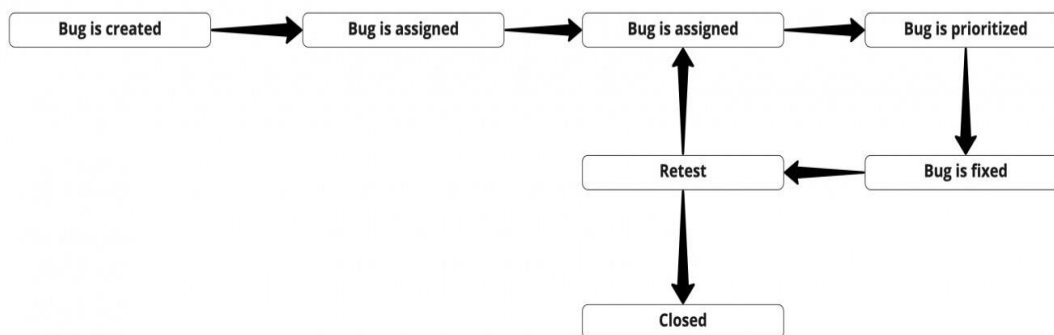 Bug is created
Bug is assigned
Bug is assigned
Bug is prioritized
Retest
Bug is fixed
Closed